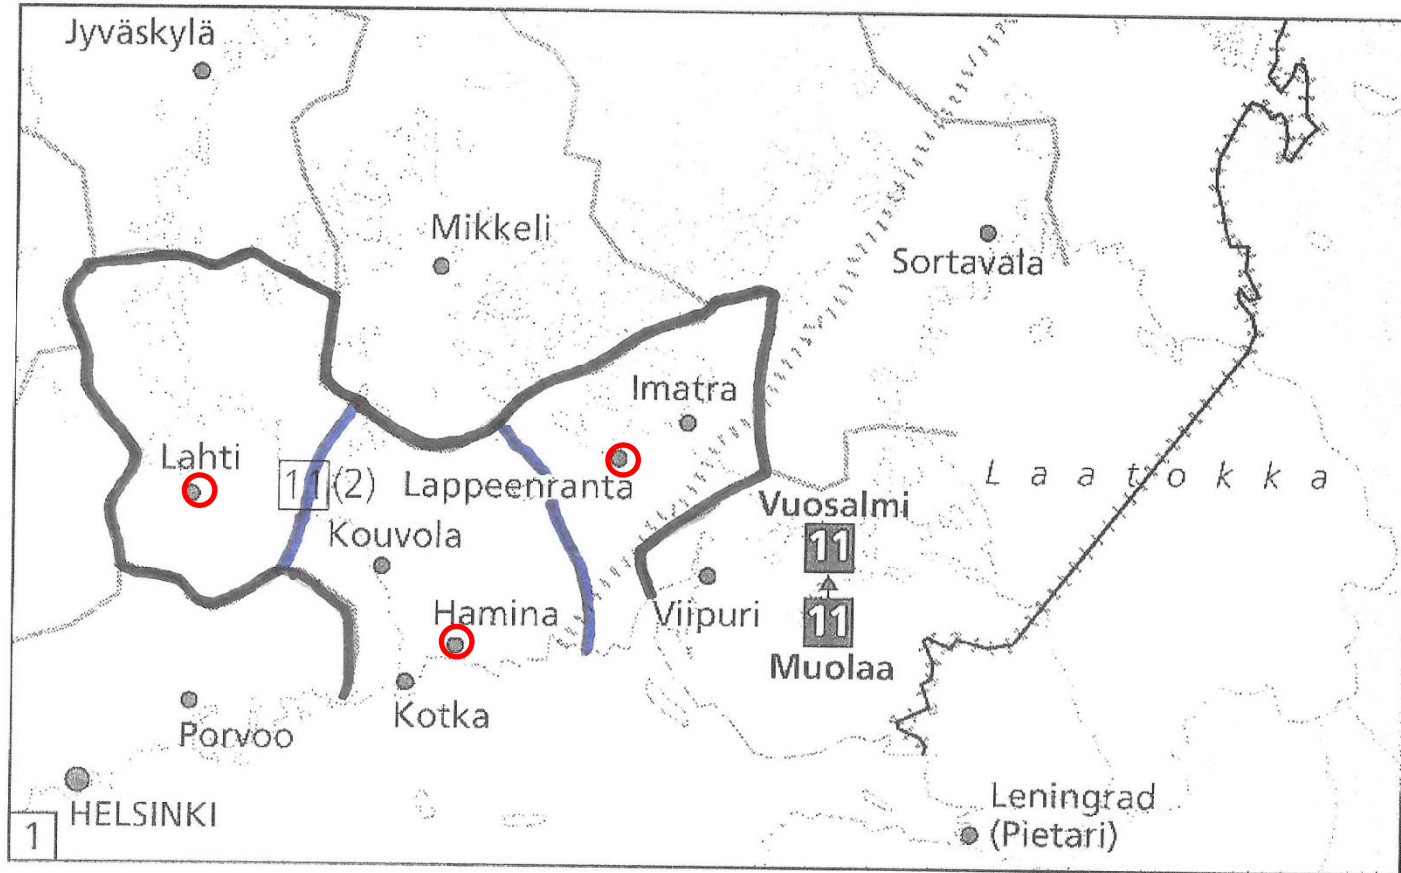 Jyväskylä
Mikkeli
Sortavala
Imatra
Lahti
11(2)
Lappeenranta
Laatokka
Vuosalmi
11
Kouvola
Hamina
Viipuri
11
Muolaa
Kotka
Porvoo
HELSINKI
Leningrad
(Pietari)
1